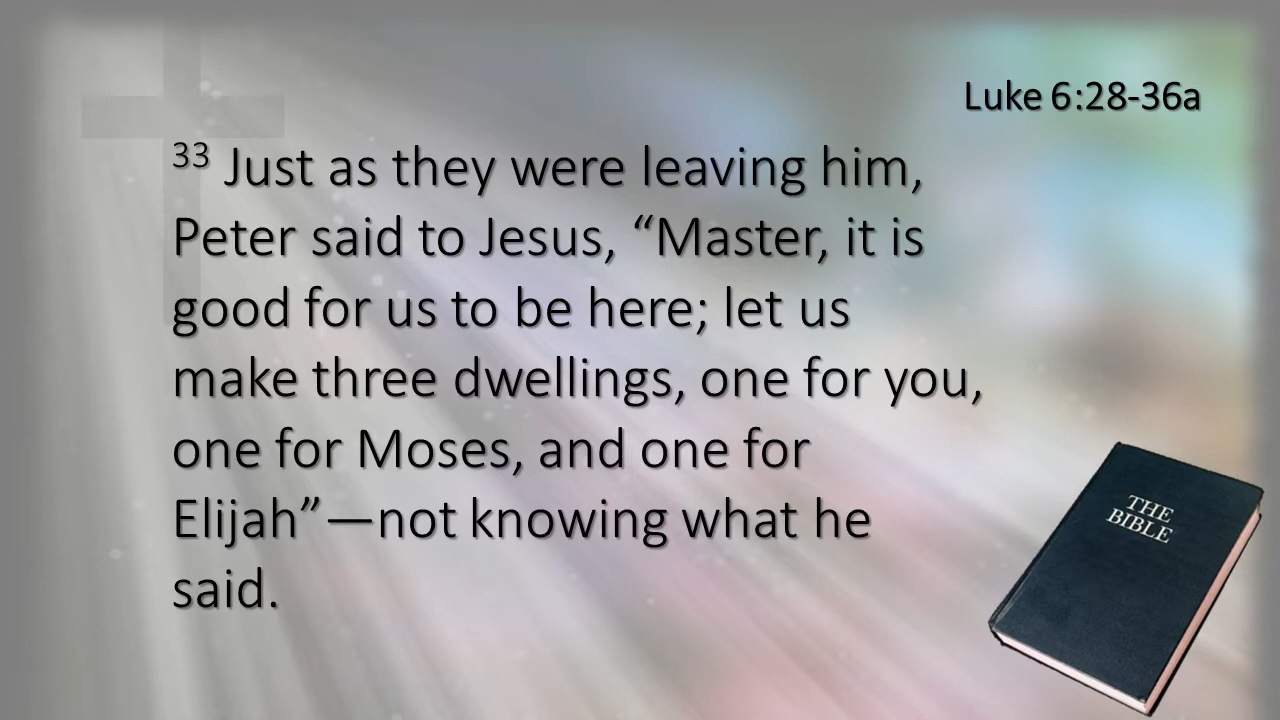 Luke 6:28-36a
33 Just as they were leaving him,
Peter said to Jesus, “Master, it is
good for us to be here; let us
make three dwellings, one for you,
one for Moses, and one for
Elijah”—not knowing what he
said.
THE
BIBLE